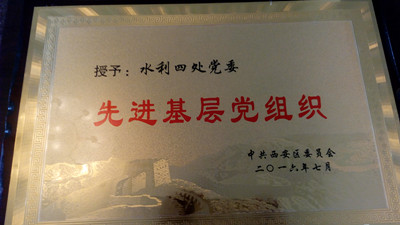 授予：水利四处党委
先进基层党组织
中共西安区委员会
二〇一六年七月